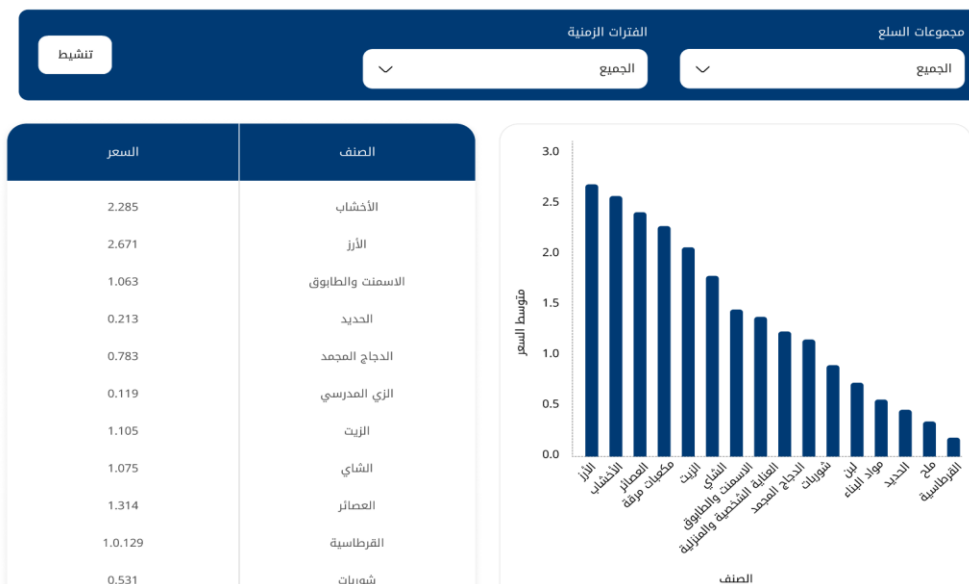 مجموعات السلع
الفترات الزمنية
الجميع
الجميع
تنشيط
الصنف السعر
الأخشاب 2.285
الأرز 2.671
الاسمنت والطابوق 1.063
الحديد 0.213
الدجاج المجمد 0.783
الزي المدرسي 0.119
الزيت 1.105
الشاي 1.075
العصائر 1.314
القرطاسية 1.0.129
شوربات 0.531
متوسط السعر
3.0
2.5
2.0
1.5
1.0
0.5
0.0
الأرز
الأخشاب
العصائر
مكعبات مرقة
الزيت
الشاي
الاسمنت والطابوق
العناية الشخصية والمنزلية
الدجاج المجمد
شوربات
لبن
مواد البناء
الحديد
ملح
القرطاسية
الصنف